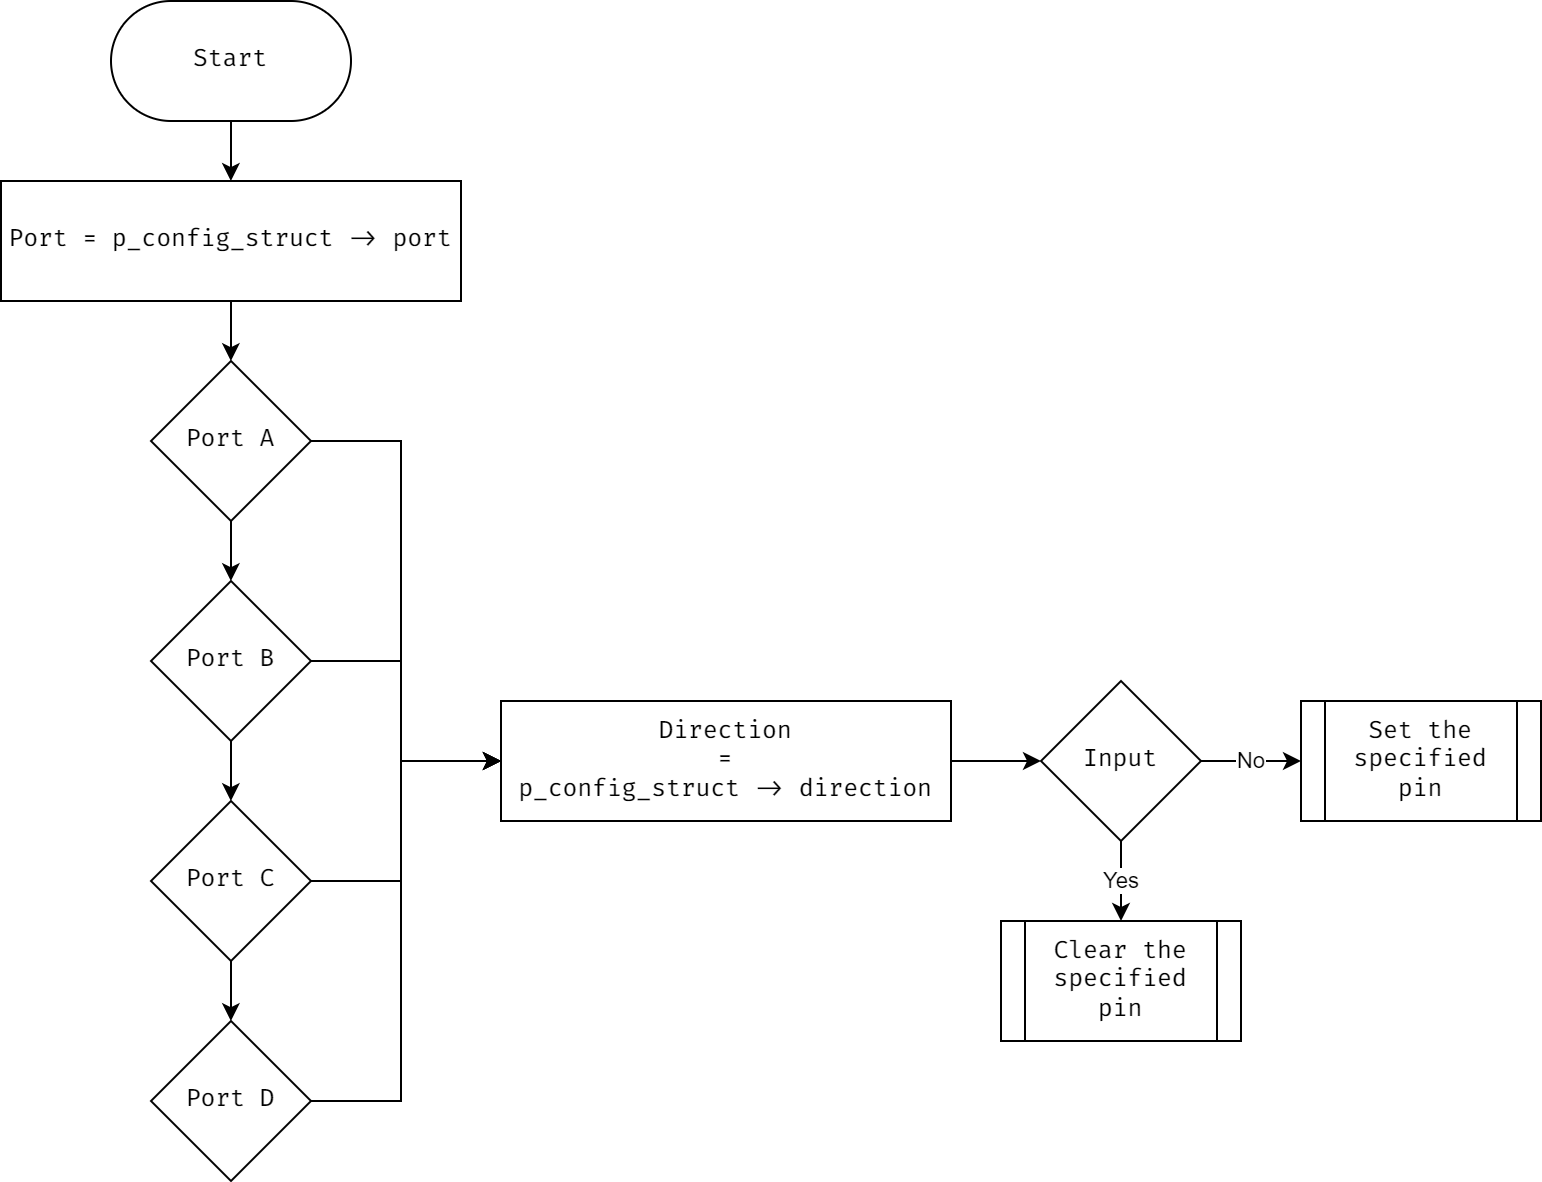 Start
Port = p_config_struct → port
Port A
Port B
Port C
Port D
Direction
=
p_config_struct → direction
Input
No
Set the
specified
pin
Yes
Clear the
specified
pin